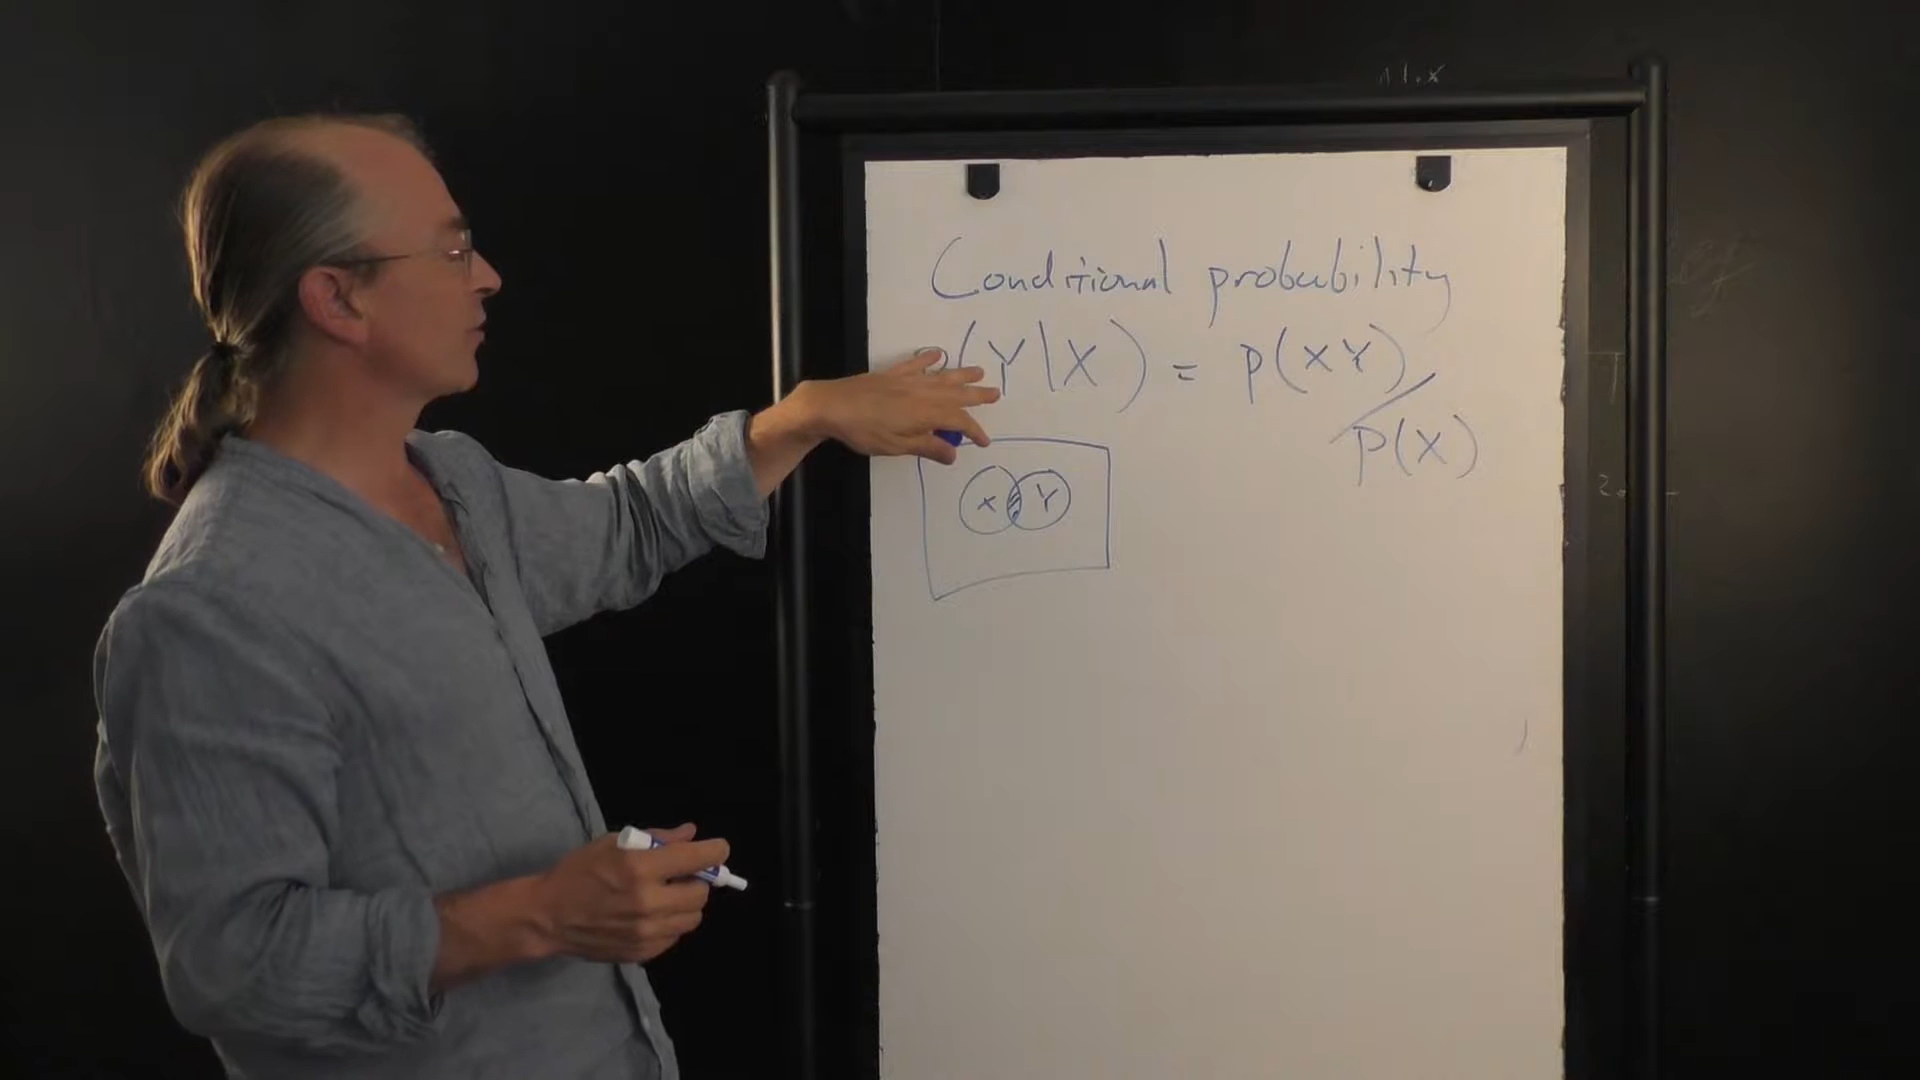 Conditional probability
P(Y|X) = P(XY)
/
P(X)
X Y